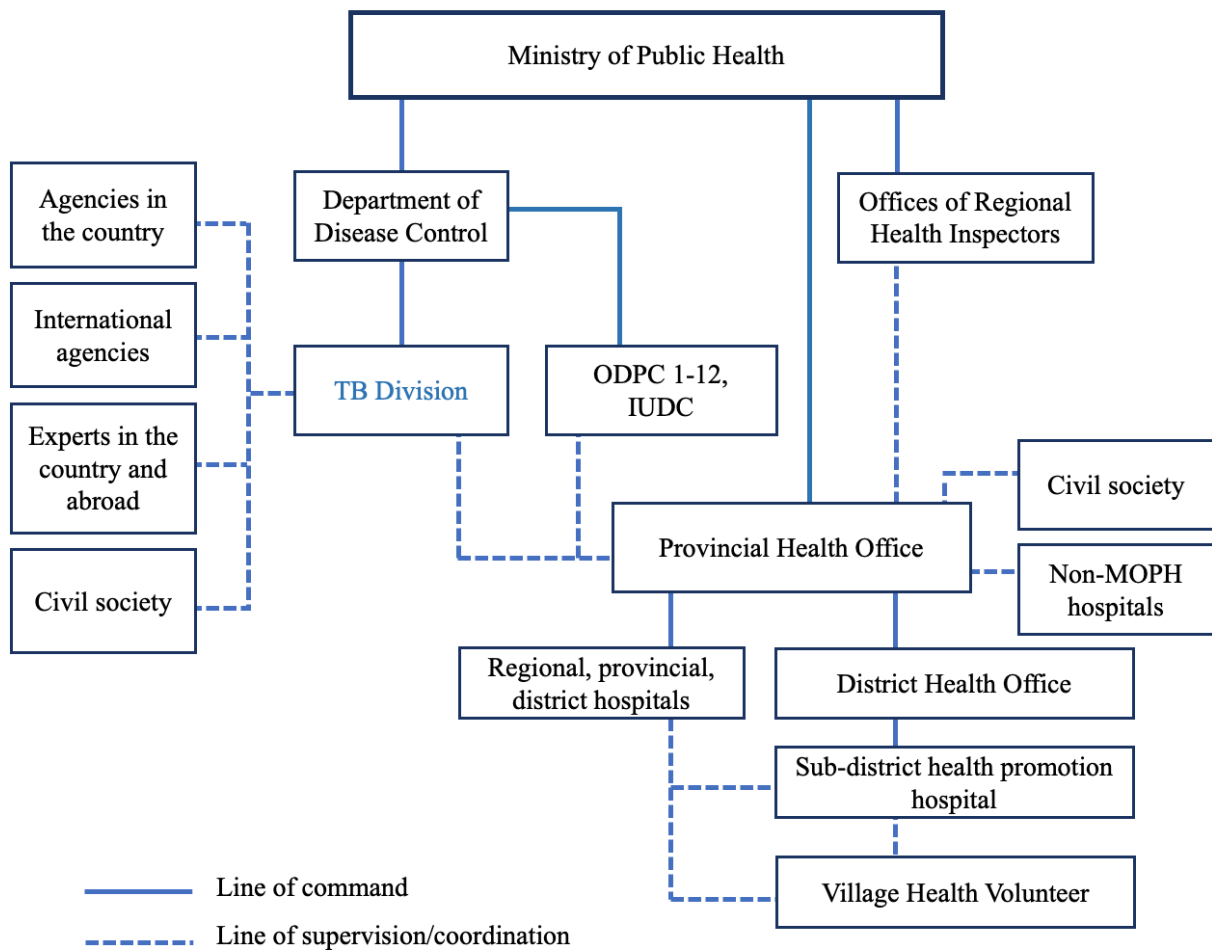 Ministry of Public Health
Agencies in
the country
Department of
Disease Control
Offices of Regional
Health Inspectors
International
agencies
TB Division
ODPC 1-12,
IUDC
Experts in the
country and
abroad
Civil society
Provincial Health Office
Non-MOPH
hospitals
Civil society
Regional, provincial,
district hospitals
District Health Office
Sub-district health promotion
hospital
Village Health Volunteer
Line of command
Line of supervision/coordination